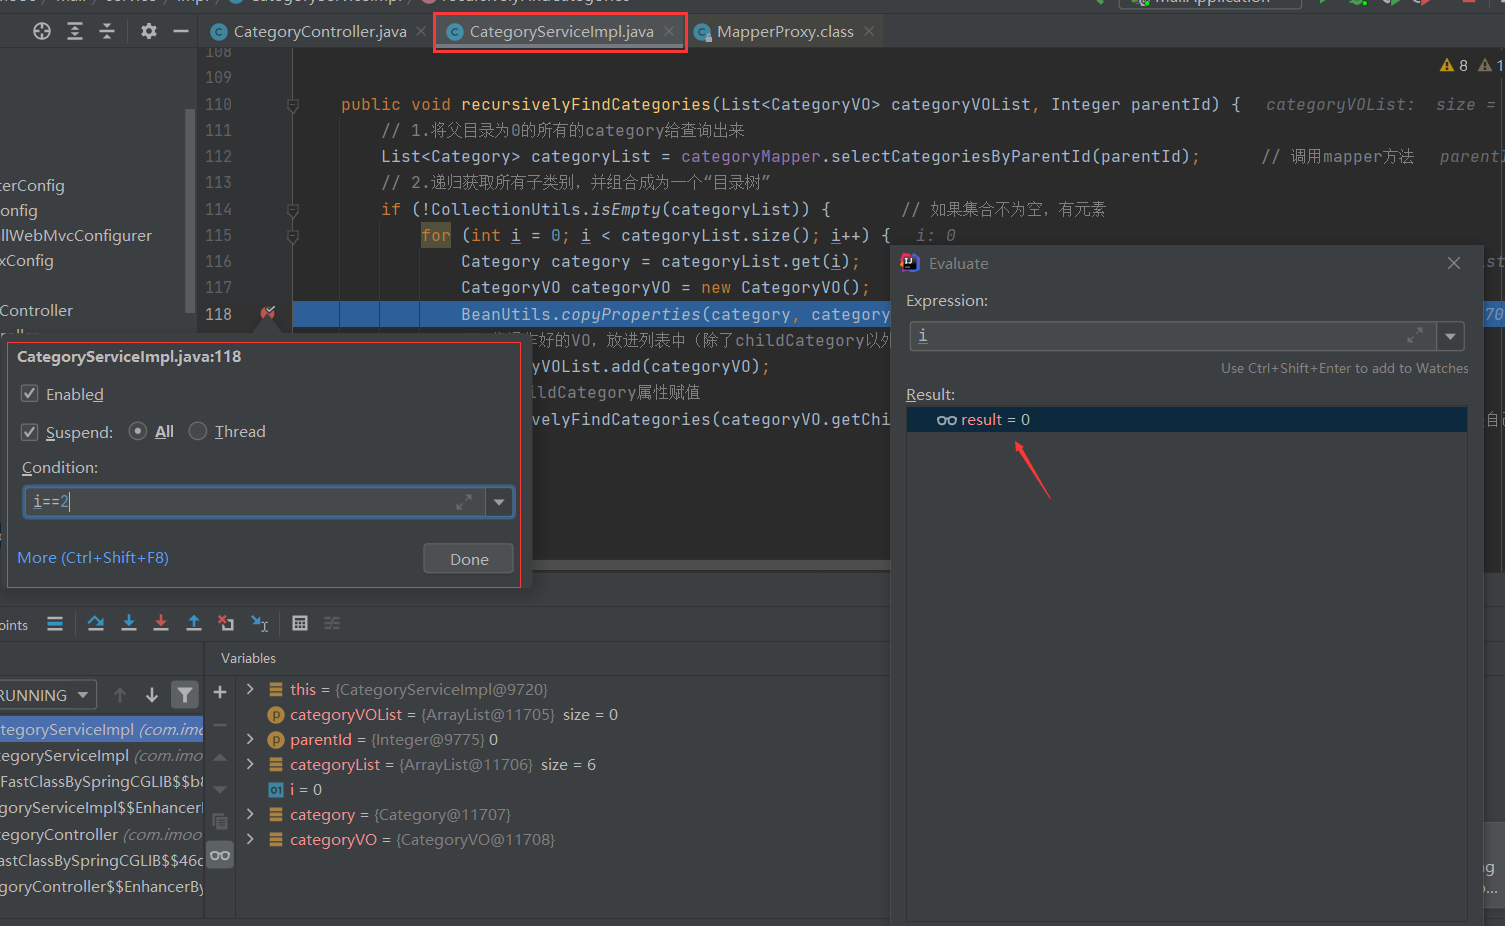 CategoryController.java
CategoryServiceImpl.java
MapperProxy.class
108
109
8
1
110 public void recursivelyFindCategories(List<CategoryVO> categoryVOList, Integer parentId) { categoryVOList: size =
111 // 1.将父目录为0的所有的category给查询出来
112 List<Category> categoryList = categoryMapper.selectCategoriesByParentId(parentId); // 调用mapper方法 parentI
113 // 2.递归获取所有子类别，并组合成为一个“目录树”
114 if (!CollectionUtils.isEmpty(categoryList)) { // 如果集合不为空，有元素
115 for (int i = 0; i < categoryList.size(); i++) { i: 0
116 Category category = categoryList.get(i);
117 CategoryVO categoryVO = new CategoryVO();
118 BeanUtils.copyProperties(category, category
好的VO，放进列表中（除了childCategory以外
yVOList.add(categoryVO);
ldCategory属性赋值
velyFindCategories(categoryVO.getChi
terConfig
onfig
llWebMvcConfigurer
xConfig
Controller
CategoryServiceImpl.java:118
Enabled
Suspend: All Thread
Condition:
i==2
More (Ctrl+Shift+F8)
Done
Evaluate
Expression:
i
Use Ctrl+Shift+Enter to add to Watches
Result:
result = 0
oints
Variables
RUNNING
tegoryServiceImpl (com.imo
tegoryServiceImpl (com.imoo
FastClassBySpringCGLIB$$b8
goryServiceImpl$$EnhancerI
tegoryController (com.imoo
astClassBySpringCGLIB$$46c
goryController$$EnhancerBy
this = {CategoryServiceImpl@9720}
categoryVOList = {ArrayList@11705} size = 0
parentId = {Integer@9775} 0
categoryList = {ArrayList@11706} size = 6
i = 0
category = {Category@11707}
categoryVO = {CategoryVO@11708}